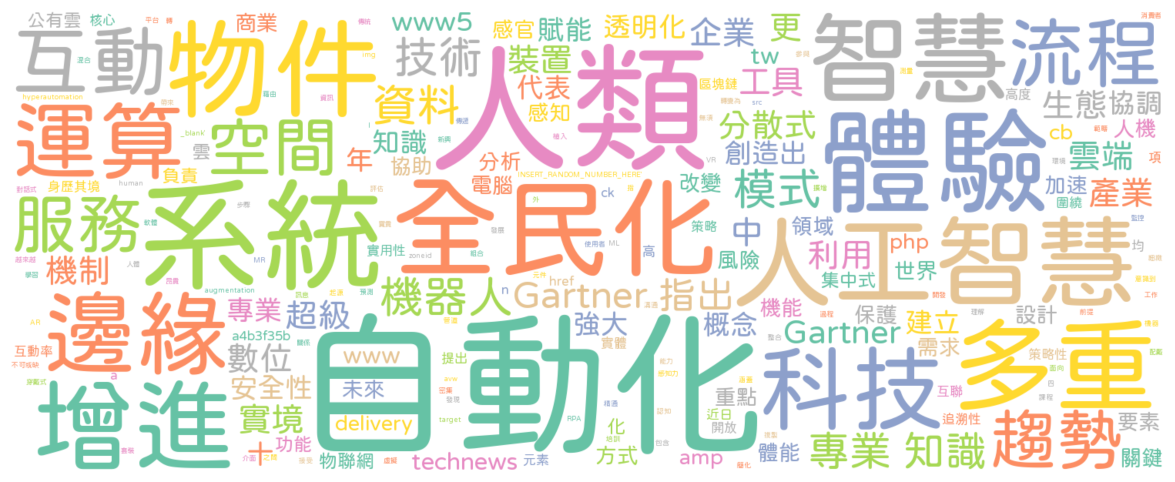 公有雲 核心 商業 www5 感官 賦能 透明化 企業 更
互動 物件 技術 裝置 tw 智慧 流程
人類 代表 感知 區塊鏈 工具 高度 生態 協調
運算 空間 資料 知識 年 雲 分散式 創造出 體驗 cb 人機 雲端
協助 分析 電腦 INSERT_RANDOM_NUMBER_HERE
身歷其境 負責 改變 模式 加速 產業 項
服務 系統 全民化 ck 策略 中 領域 圍繞
human 實用性 風險 利用 php 人工智慧 均
機制 機器人 zoneid MR ML 高 集中式 世界
augmentation n href Gartner 指出 機能 保護 設計
邊緣 專業 超級 強大 概念 Gartner 建立 需求
互動率 a4b3f35b 數位 www 提出 實體 策略性
a 安全性 未來 自動化 科技 多重 互聯
增進 實境 delivery target RPA 重點 近日 開放 追溯性 要素
十 功能 化 方式 體能 專業 知識 趨勢 關鍵
物聯網 technews 元素 amp
hyperautomation _blank' VR AR src